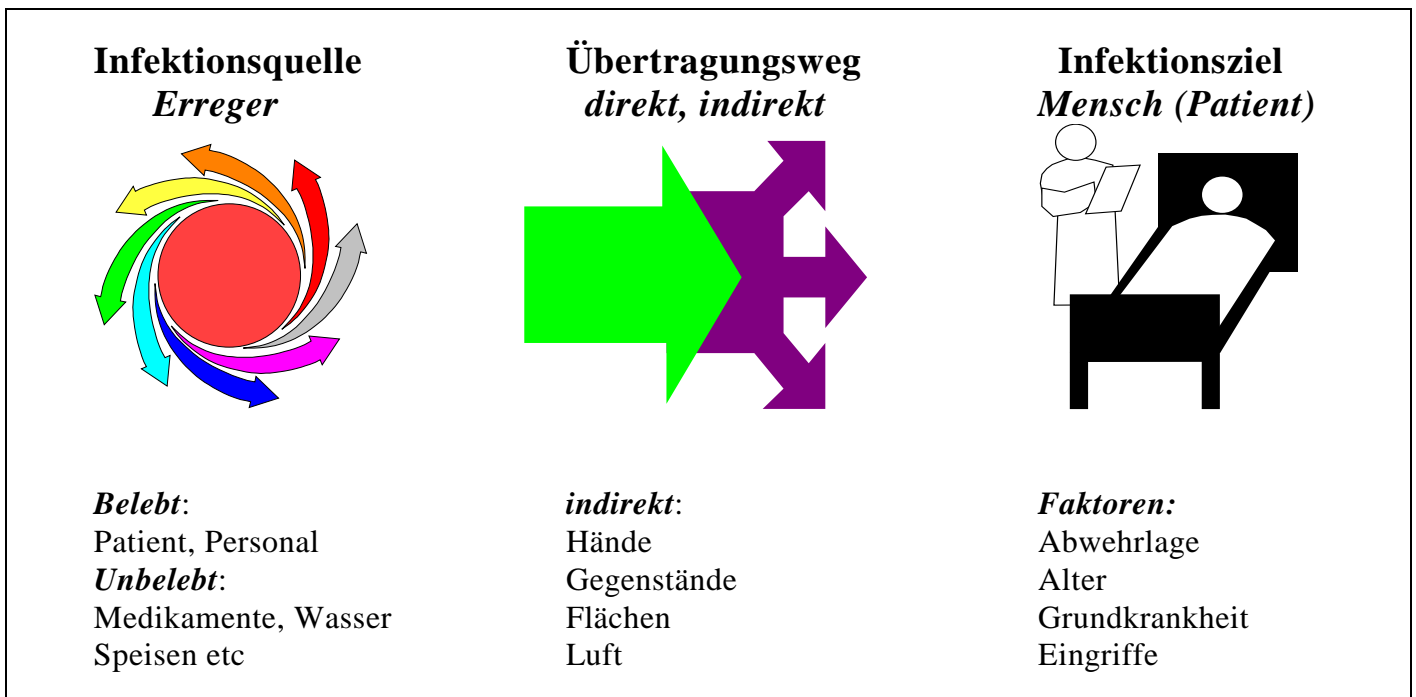 Infektionsquelle
Erreger
Belebt:
Patient, Personal
Unbelebt:
Medikamente, Wasser
Speisen etc
Übertragungsweg
direkt, indirekt
indirekt:
Hände
Gegenstände
Flächen
Luft
Infektionsziel
Mensch (Patient)
Faktoren:
Abwehrlage
Alter
Grundkrankheit
Eingriffe